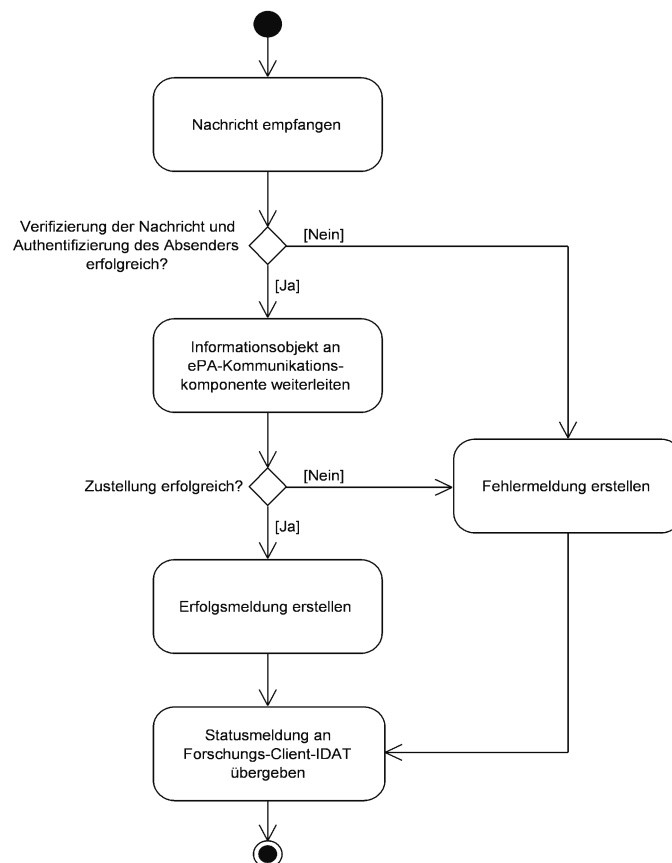 Nachricht empfangen
Verifizierung der Nachricht und
Authentifizierung des Absenders
erfolgreich?
[Nein]
[Ja]
Informationsobjekt an
ePA-Kommunikations-
komponente weiterleiten
Zustellung erfolgreich?
[Nein]
Fehlermeldung erstellen
[Ja]
Erfolgsmeldung erstellen
Statusmeldung an
Forschungs-Client-IDAT
übergeben